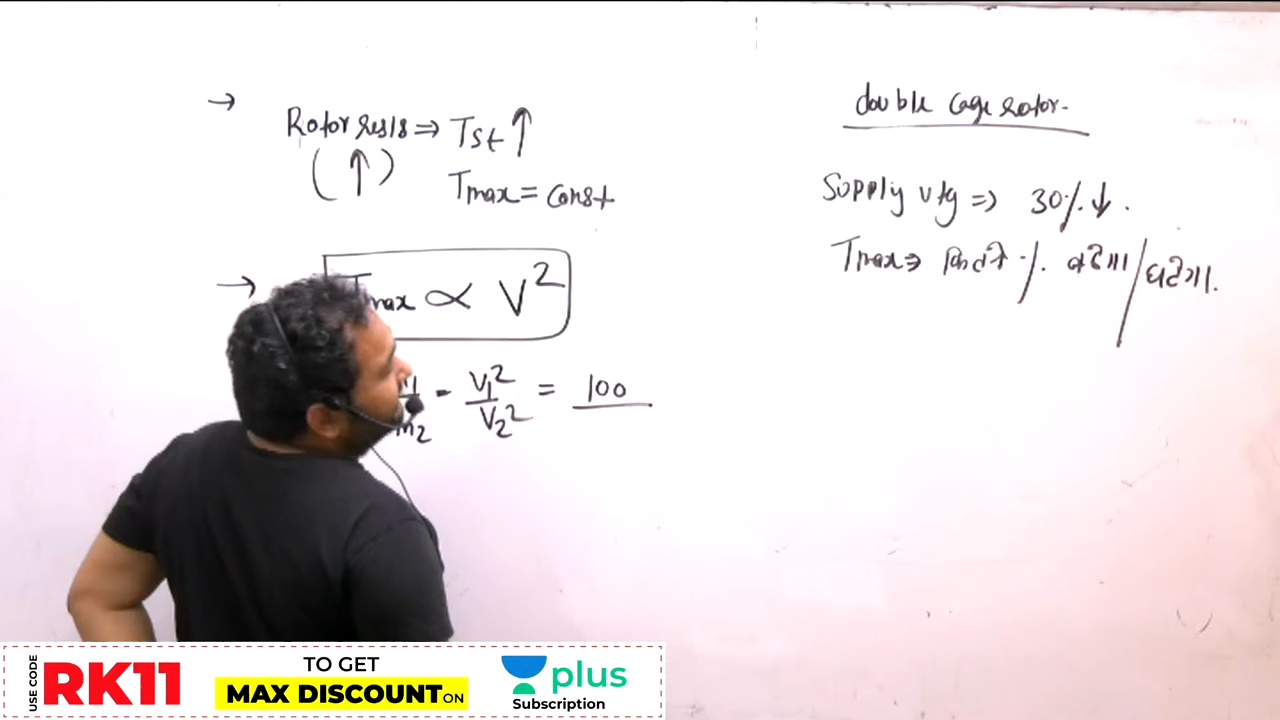 → Rotor resis ⇒ Tst ↑
(↑) Tmax = const
→ Tmax ∝ V²
m2 = V1²/V2² = 100
double cage rotor.
Supply vtg ⇒ 30% ↓.
Tmax ⇒ कितने % बढेगा/घटेगा.
USE CODE
RK11
TO GET
MAX DISCOUNT ON
plus
Subscription